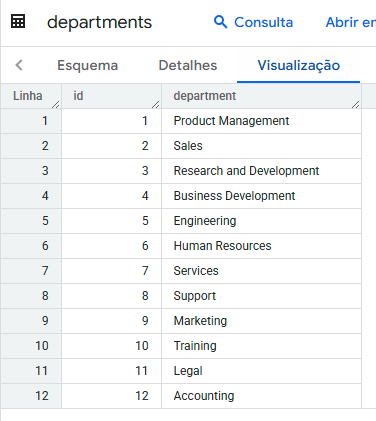 departments Consulta Abrir em
Esquema Detalhes Visualização
Linha id department
1 1 Product Management
2 2 Sales
3 3 Research and Development
4 4 Business Development
5 5 Engineering
6 6 Human Resources
7 7 Services
8 8 Support
9 9 Marketing
10 10 Training
11 11 Legal
12 12 Accounting